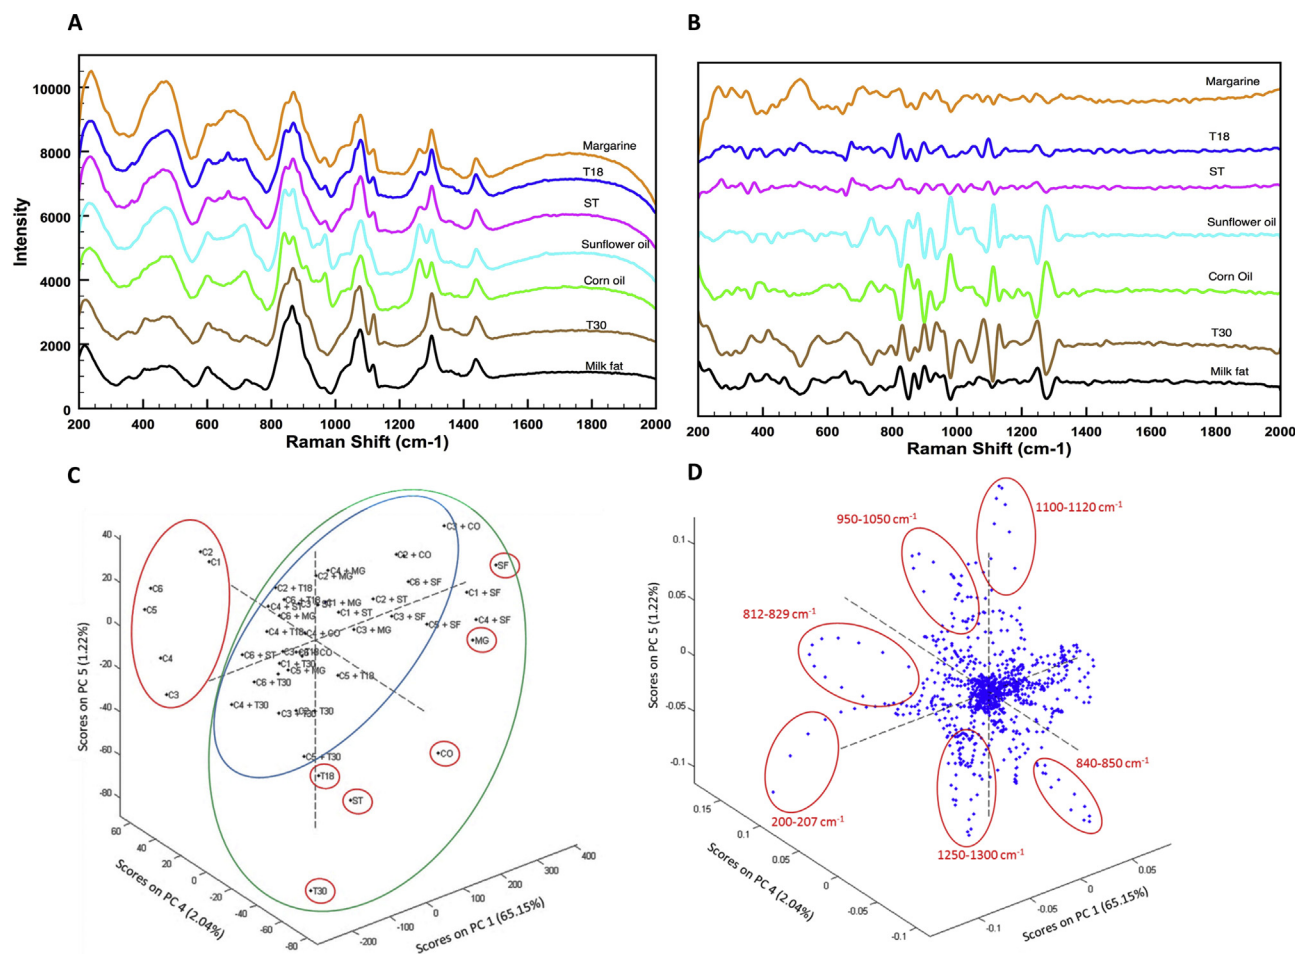 A
10000
8000
6000
4000
2000
0
Intensity
Margarine
T18
ST
Sunflower oil
Corn oil
T30
Milk fat
200 400 600 800 1000 1200 1400 1600 1800 2000
Raman Shift (cm-1)
B
Margarine
T18
ST
Sunflower oil
Corn Oil
T30
Milk fat
200 400 600 800 1000 1200 1400 1600 1800 2000
Raman Shift (cm-1)
C
40
20
0
-20
-40
-60
-80
Scores on PC 5 (1.22%)
C2
C1
C6
C5
C4
C3
C3 + CO
C2 + CO
SF
C4 + MG
C2 + MG
C6 + SF
C2 + T18
C1 + SF
C6 + T18
C1 + MG
C2 + ST
C4 + ST
C1 + ST
C6 + MG
C3 + SF
C4 + SF
C5 + SF
C3 + MG
C4 + T18
C4 + CO
MG
C6 + ST
C1 + T30
C5 + MG
C5 + T18
C6 + T30
C4 + T30
C5 + T30
CO
T18
ST
T30
60
40
20
0
-20
-40
-60
-80
Scores on PC 4 (2.04%)
-200
-100
0
100
200
300
400
Scores on PC 1 (65.15%)
D
0.1
0.05
0
-0.05
-0.1
Scores on PC 5 (1.22%)
1100-1120 cm-1
950-1050 cm-1
812-829 cm-1
840-850 cm-1
200-207 cm-1
1250-1300 cm-1
0.15
0.1
0.05
0
-0.05
-0.1
Scores on PC 4 (2.04%)
-0.1
-0.05
0
0.05
Scores on PC 1 (65.15%)